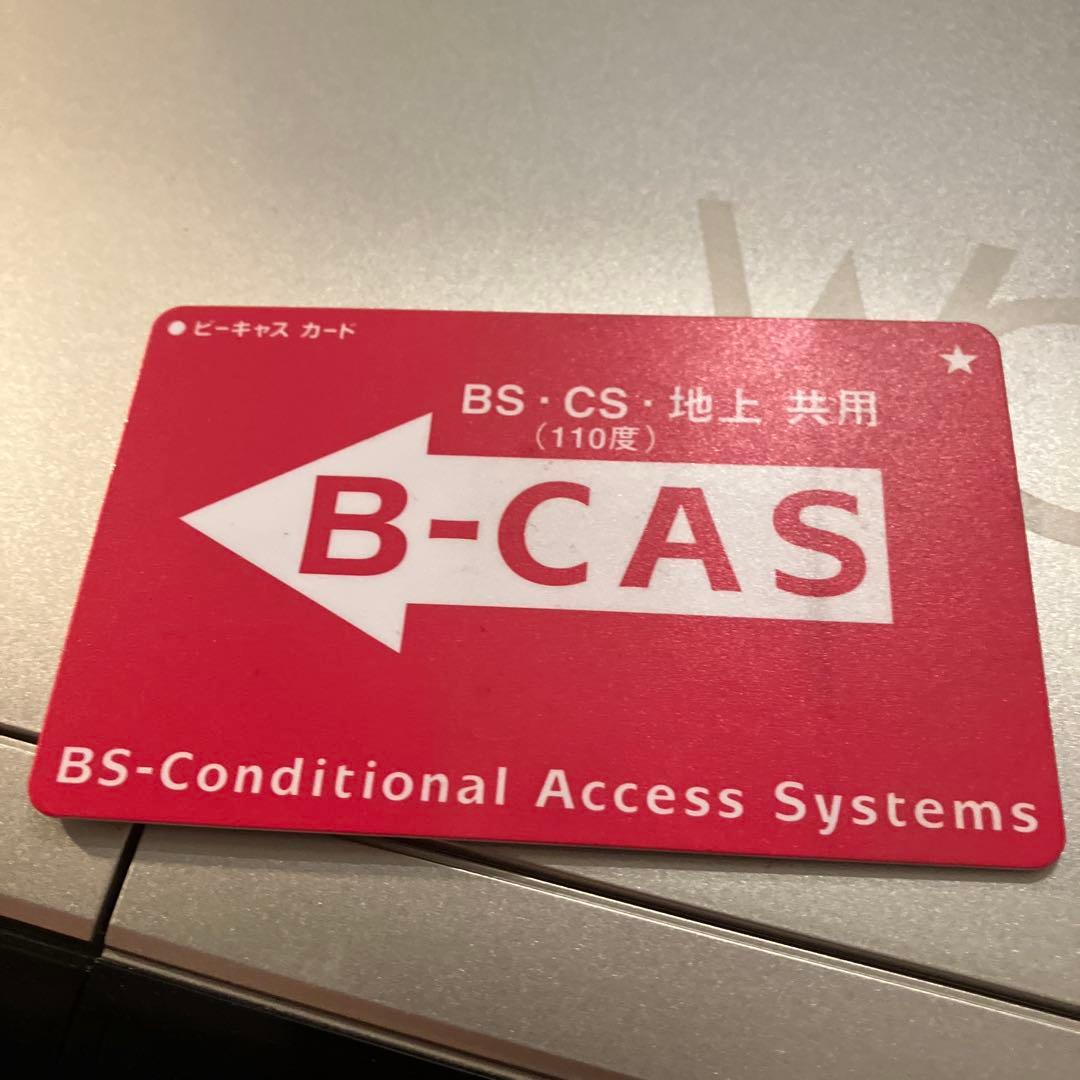 ●ビーキャス カード
★
BS・CS・地上 共用
（110度）
B-CAS
BS-Conditional Access Systems